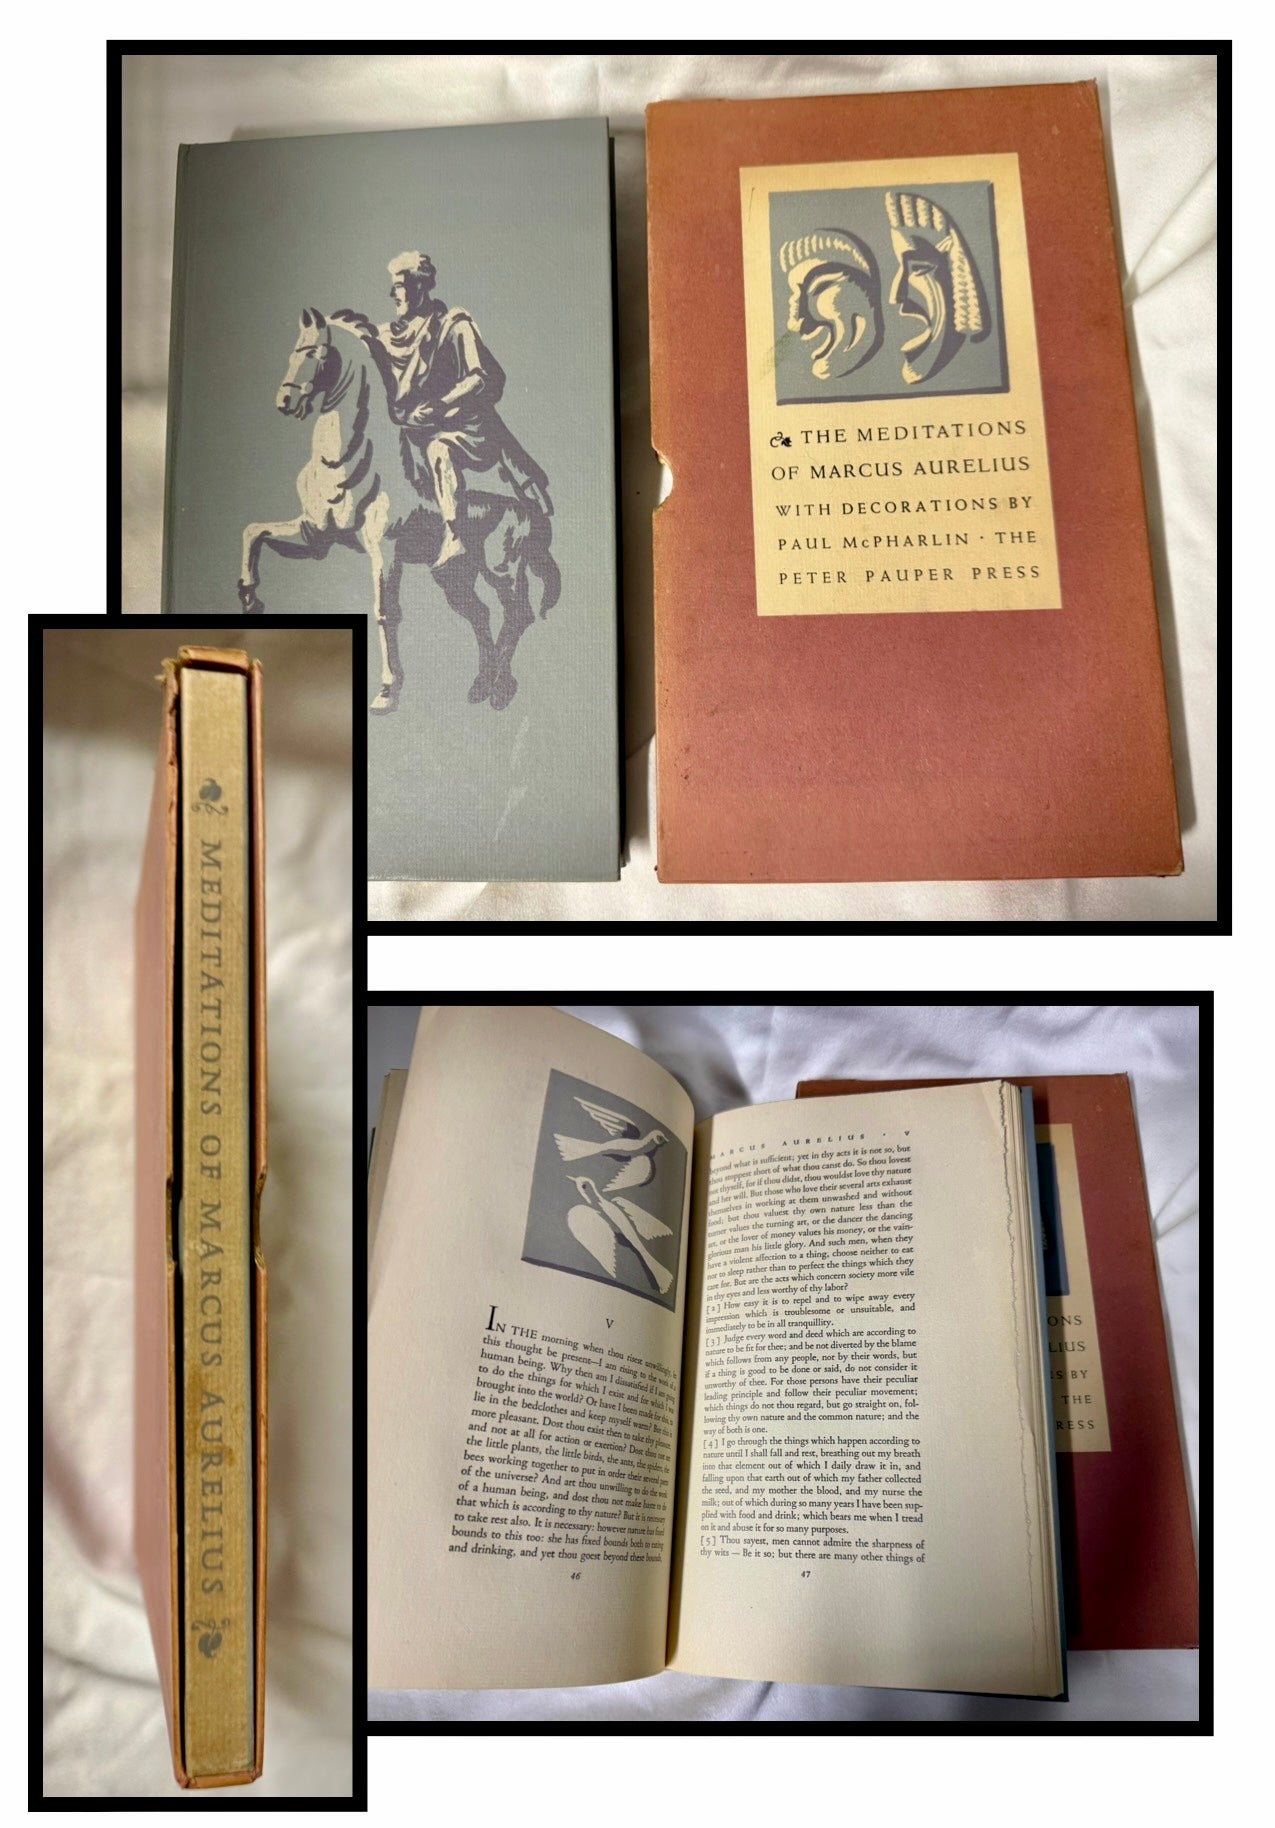 THE MEDITATIONS
OF MARCUS AURELIUS
WITH DECORATIONS BY
PAUL McPHARLIN · THE
PETER PAUPER PRESS
MEDITATIONS OF MARCUS AURELIUS
V
IN THE morning when thou risest unwillingly, let
this thought be present—I am rising to the work of a
human being. Why then am I dissatisfied if I am going
to do the things for which I exist and for which I was
brought into the world? Or have I been made for this, to
lie in the bedclothes and keep myself warm? But this is
more pleasant. Dost thou exist then to take thy pleasure,
and not at all for action or exertion? Dost thou not see
the little plants, the little birds, the ants, the spiders, the
bees working together to put in order their several parts
of the universe? And art thou unwilling to do the work
of a human being, and dost thou not make haste to do
that which is according to thy nature? But it is necessary
to take rest also. It is necessary: however nature has fixed
bounds to this too: she has fixed bounds both to eating
and drinking, and yet thou goest beyond these bounds,
46
MARCUS AURELIUS · V
beyond what is sufficient; yet in thy acts it is not so, but
thou stoppest short of what thou canst do. So thou lovest
not thyself, for if thou didst, thou wouldst love thy nature
and her will. But those who love their several arts exhaust
themselves in working at them unwashed and without
food; but thou valuest thy own nature less than the
turner values the turning art, or the dancer the dancing
art, or the lover of money values his money, or the vain-
glorious man his little glory. And such men, when they
have a violent affection to a thing, choose neither to eat
nor to sleep rather than to perfect the things which they
care for. But are the acts which concern society more vile
in thy eyes and less worthy of thy labor?
[2] How easy it is to repel and to wipe away every
impression which is troublesome or unsuitable, and
immediately to be in all tranquillity.
[3] Judge every word and deed which are according to
nature to be fit for thee; and be not diverted by the blame
which follows from any people, nor by their words, but
if a thing is good to be done or said, do not consider it
unworthy of thee. For those persons have their peculiar
leading principle and follow their peculiar movement;
which things do not thou regard, but go straight on, fol-
lowing thy own nature and the common nature; and the
way of both is one.
[4] I go through the things which happen according to
nature until I shall fall and rest, breathing out my breath
into that element out of which I daily draw it in, and
falling upon that earth out of which my father collected
the seed, and my mother the blood, and my nurse the
milk; out of which during so many years I have been sup-
plied with food and drink; which bears me when I tread
on it and abuse it for so many purposes.
[5] Thou sayest, men cannot admire the sharpness of
thy wits — Be it so; but there are many other things of
47
IONS
LIUS
S BY
THE
RESS